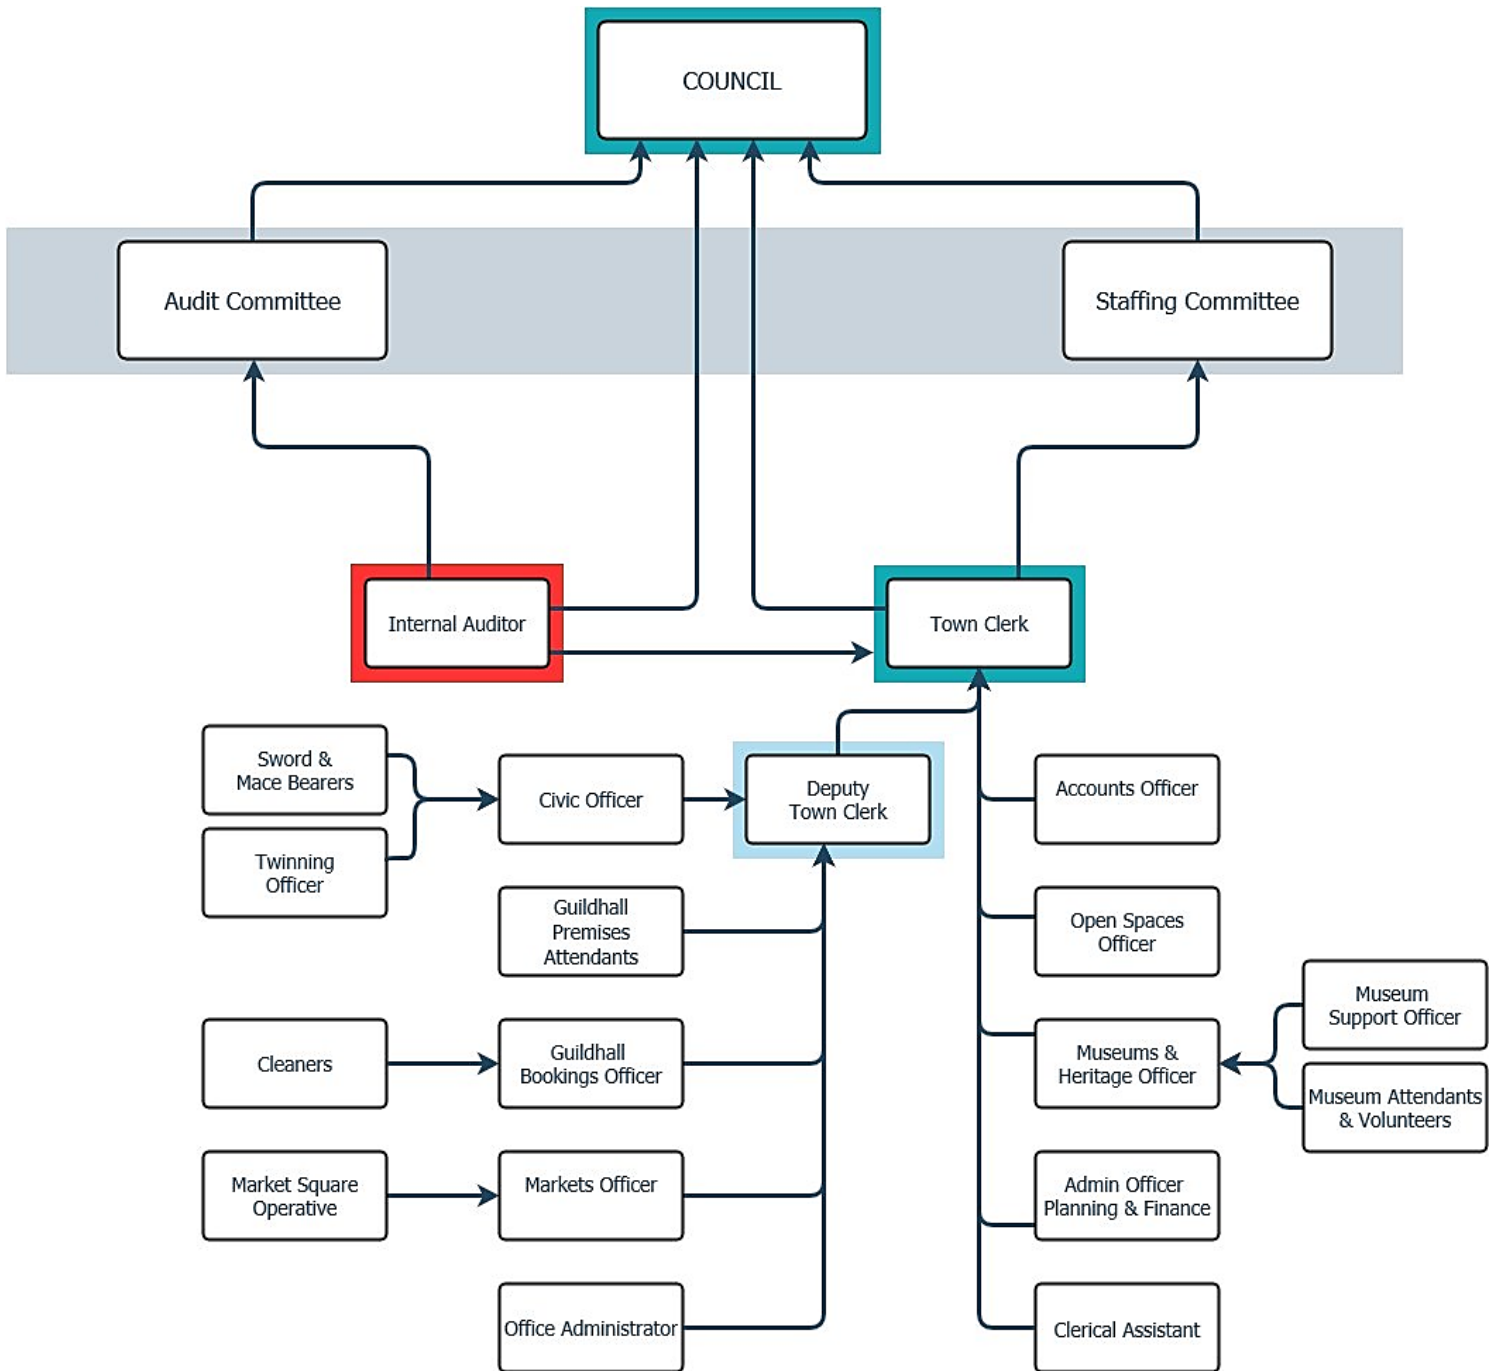 COUNCIL
Audit Committee
Staffing Committee
Internal Auditor
Town Clerk
Sword &
Mace Bearers
Civic Officer
Deputy
Town Clerk
Accounts Officer
Twinning
Officer
Guildhall
Premises
Attendants
Open Spaces
Officer
Museum
Support Officer
Cleaners
Guildhall
Bookings Officer
Museums &
Heritage Officer
Museum Attendants
& Volunteers
Market Square
Operative
Markets Officer
Admin Officer
Planning & Finance
Office Administrator
Clerical Assistant